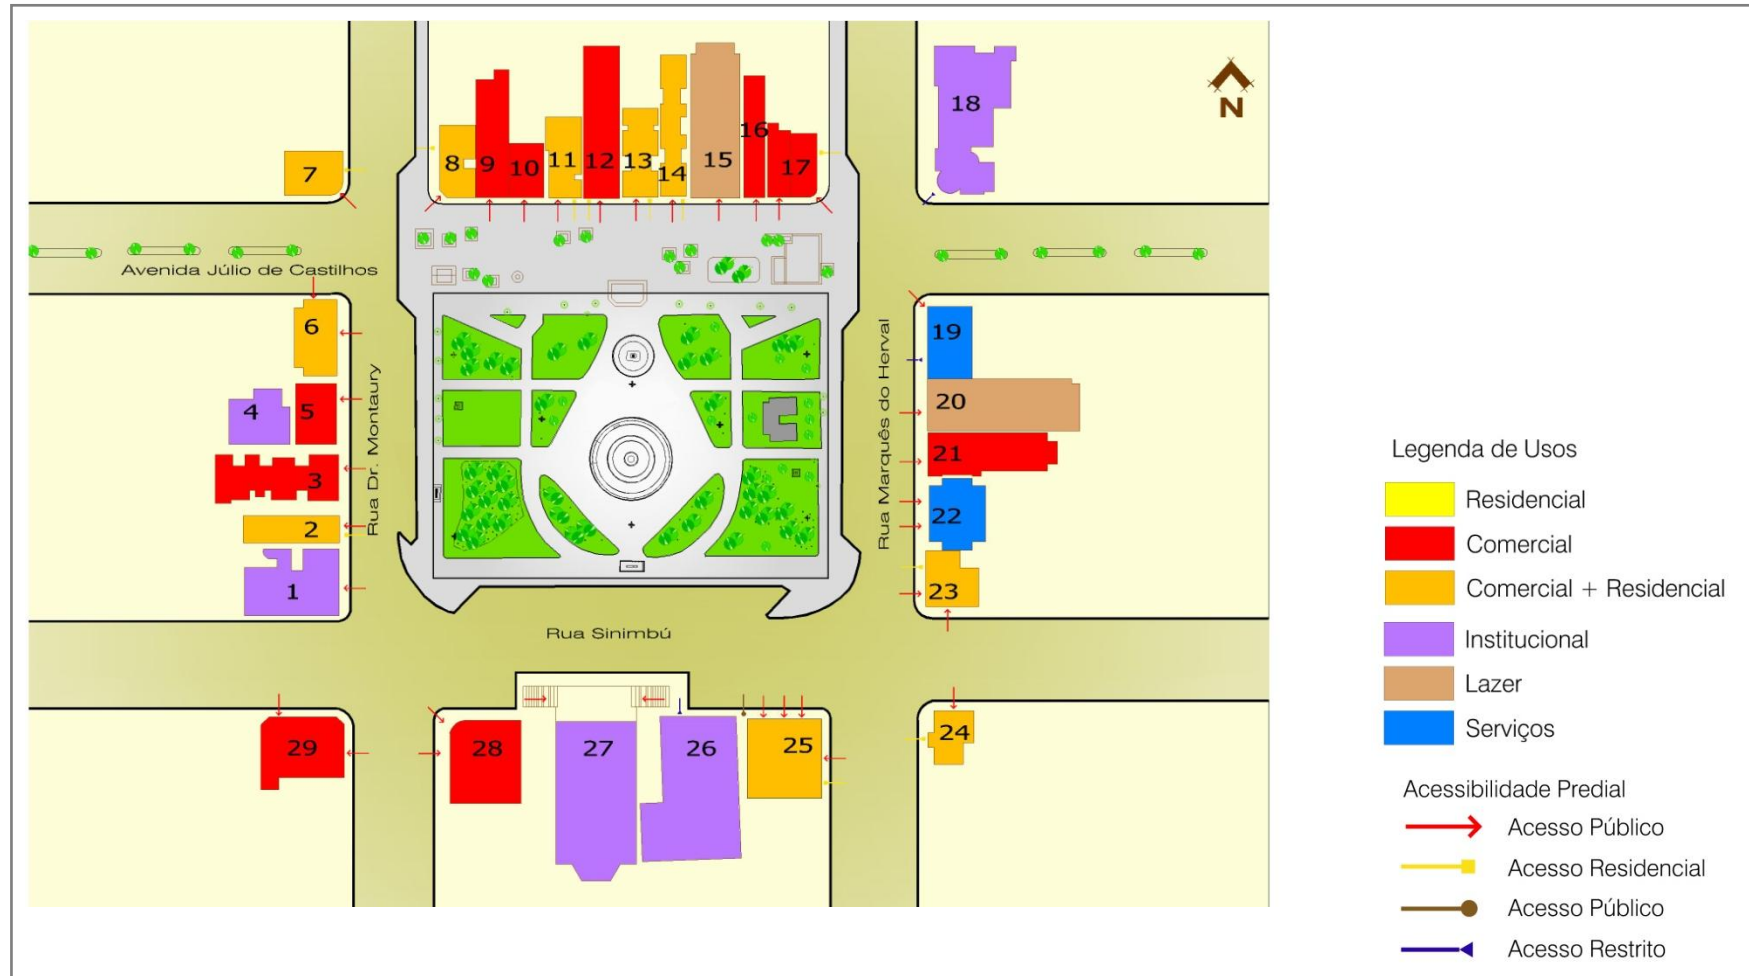 N
18
7
8
9
10
11
12
13
14
15
16
17
Avenida Júlio de Castilhos
6
5
4
3
2
1
Rua Dr. Montaury
Rua Marquês do Herval
19
20
21
22
23
Rua Sinimbú
29
28
27
26
25
24
Legenda de Usos
Residencial
Comercial
Comercial + Residencial
Institucional
Lazer
Serviços
Acessibilidade Predial
Acesso Público
Acesso Residencial
Acesso Público
Acesso Restrito